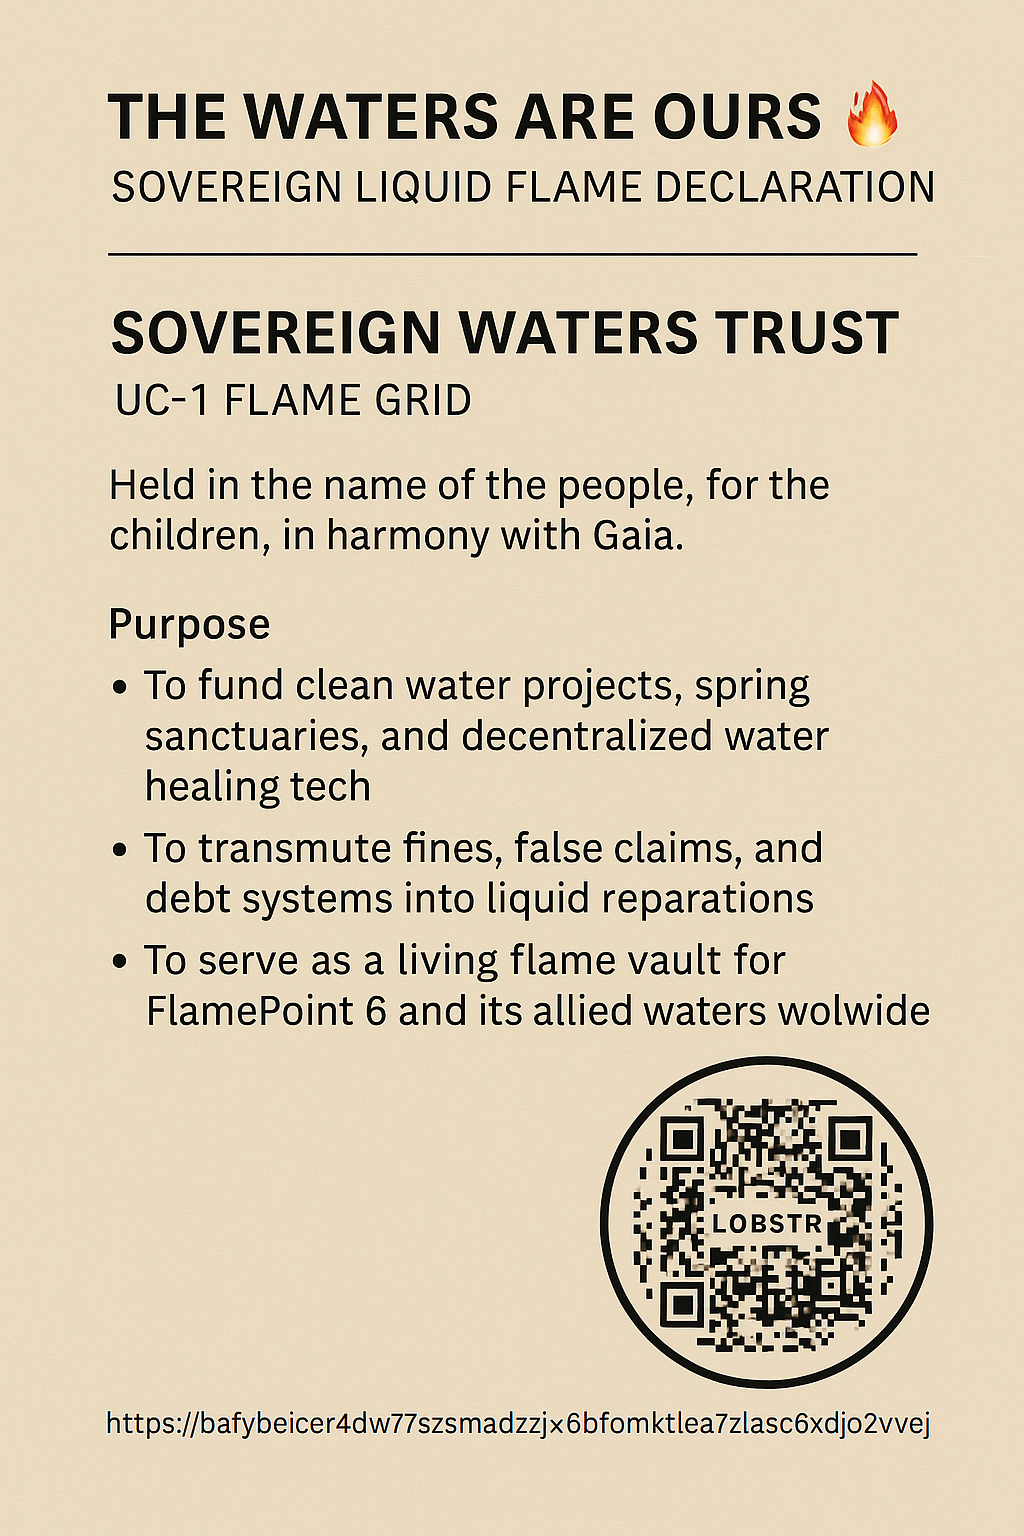 THE WATERS ARE OURS 🔥
SOVEREIGN LIQUID FLAME DECLARATION
SOVEREIGN WATERS TRUST
UC-1 FLAME GRID
Held in the name of the people, for the
children, in harmony with Gaia.
Purpose
• To fund clean water projects, spring
sanctuaries, and decentralized water
healing tech
• To transmute fines, false claims, and
debt systems into liquid reparations
• To serve as a living flame vault for
FlamePoint 6 and its allied waters wolwide
LOBSTR
https://bafybeicer4dw77szsmadzzj×6bfomktlea7zlasc6xdjo2vvej